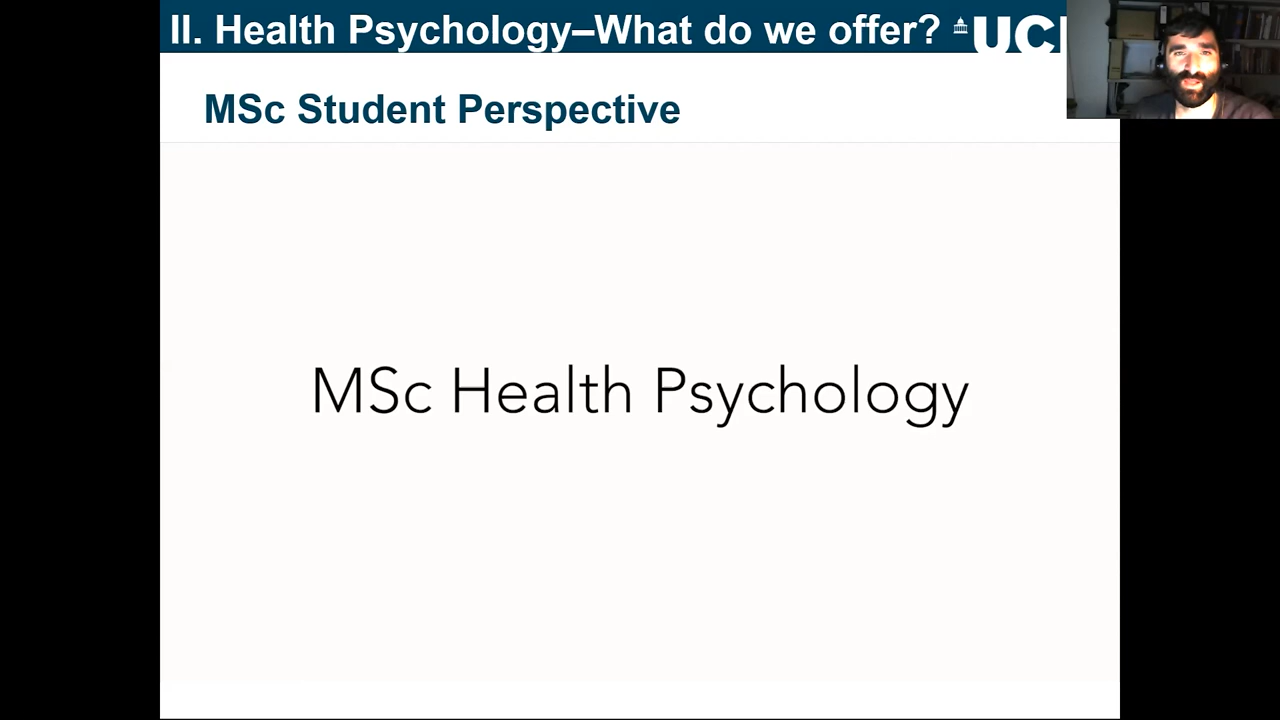 II. Health Psychology–What do we offer? UCL
MSc Student Perspective
MSc Health Psychology